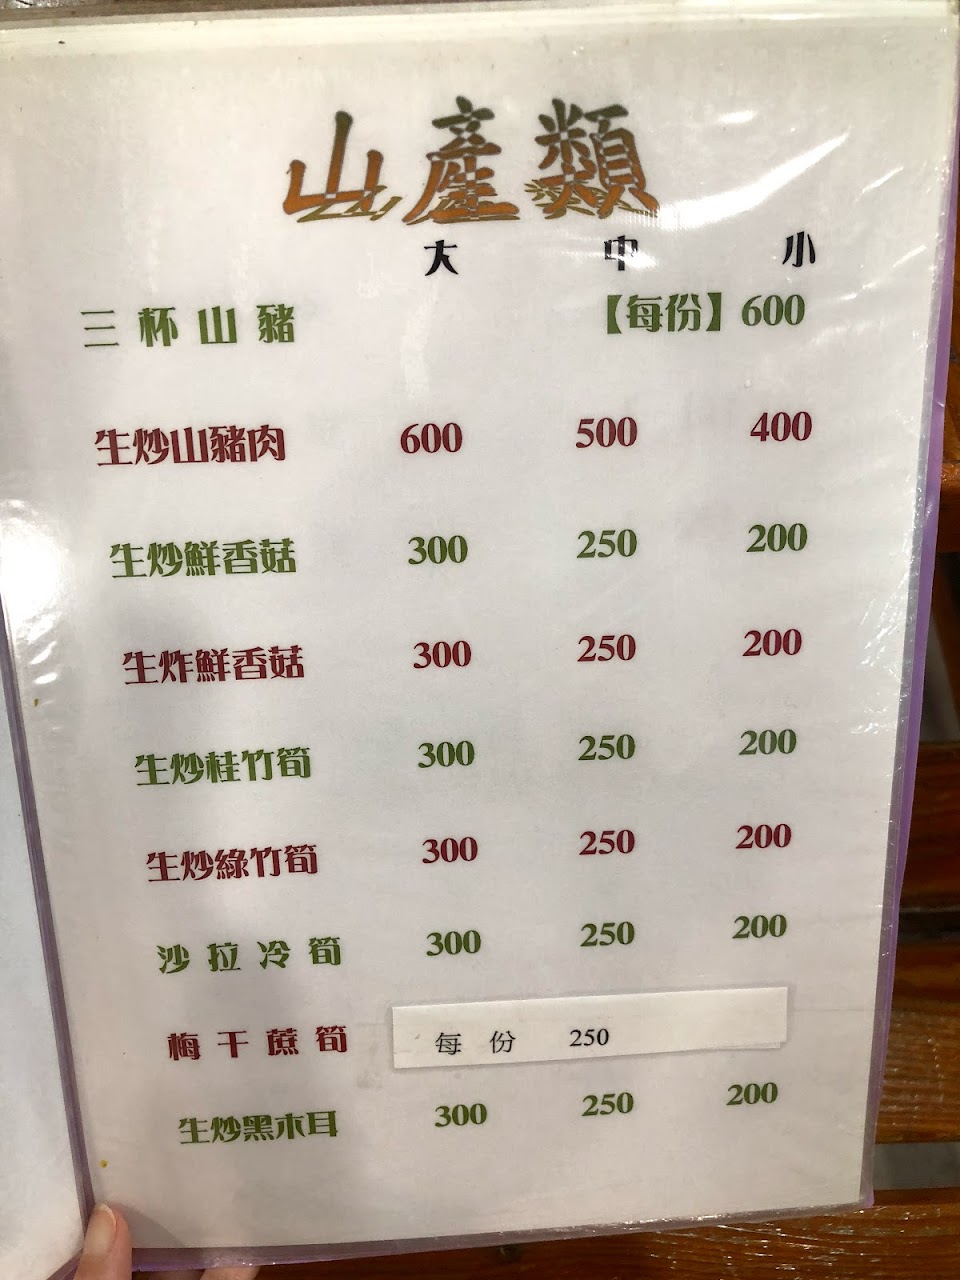 山產類
大 中 小
三杯山豬 【每份】600
生炒山豬肉 600 500 400
生炒鮮香菇 300 250 200
生炸鮮香菇 300 250 200
生炒桂竹筍 300 250 200
生炒綠竹筍 300 250 200
沙拉冷筍 300 250 200
梅干蔗筍 每份 250
生炒黑木耳 300 250 200